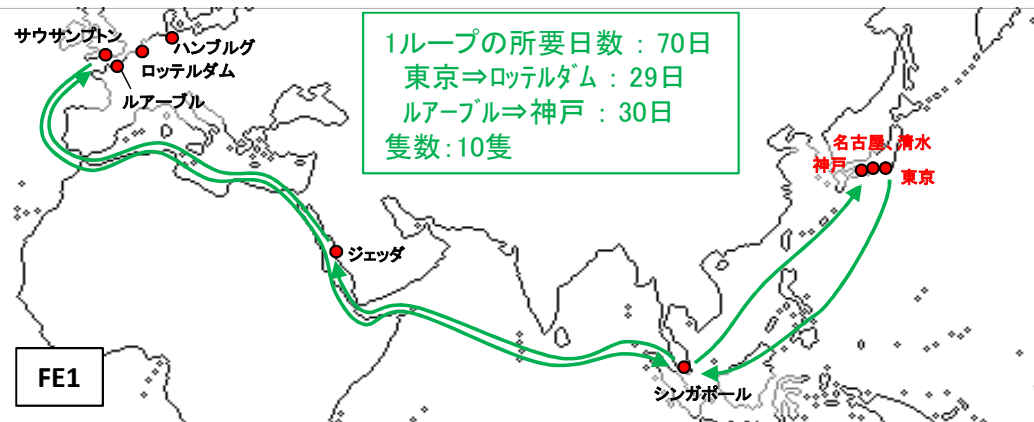 サウサンプトン
ハンブルグ
ロッテルダム
ルアーブル
1ループの所要日数 : 70日
東京⇒ロッテルダム : 29日
ルアーブル⇒神戸 : 30日
隻数:10隻
名古屋、清水
神戸
東京
ジェッダ
シンガポール
FE1